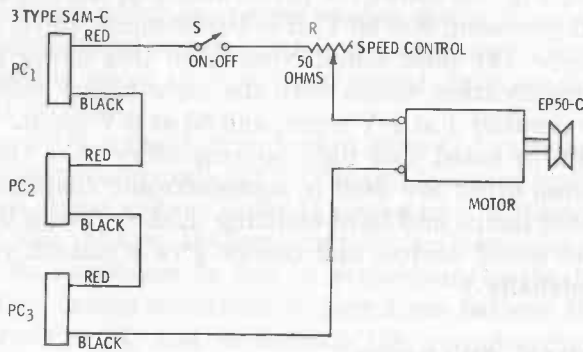 3 TYPE S4M-C
RED
S
R
SPEED CONTROL
PC1
ON-OFF
50
OHMS
BLACK
EP50-C
RED
PC2
BLACK
MOTOR
RED
PC3
BLACK